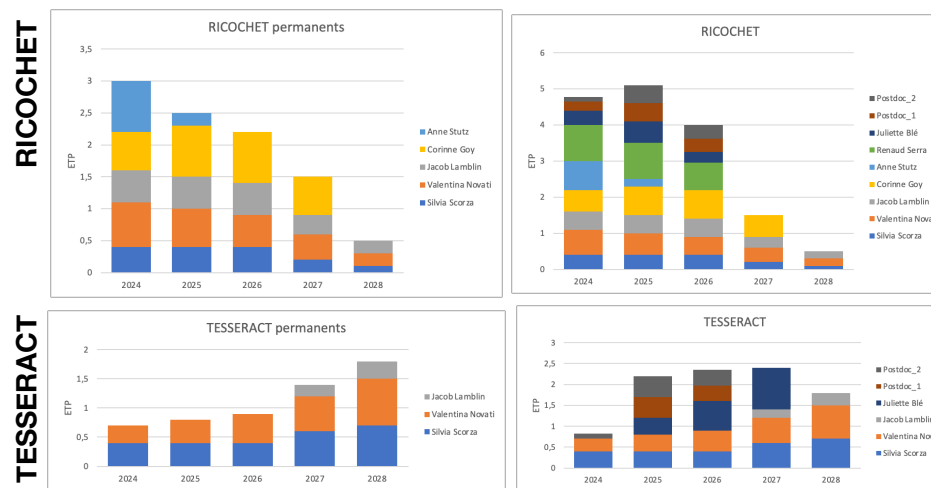 RICOCHET
RICOCHET permanents
3,5
3
2,5
2
1,5
1
0,5
0
ETP
2024 2025 2026 2027 2028
Anne Stutz
Corinne Goy
Jacob Lamblin
Valentina Novati
Silvia Scorza
RICOCHET
6
5
4
3
2
1
0
ETP
2024 2025 2026 2027 2028
Postdoc_2
Postdoc_1
Juliette Blé
Renaud Serra
Anne Stutz
Corinne Goy
Jacob Lamblin
Valentina Nova
Silvia Scorza
TESSERACT
TESSERACT permanents
2
1,5
1
0,5
0
ETP
2024 2025 2026 2027 2028
Jacob Lamblin
Valentina Novati
Silvia Scorza
TESSERACT
3
2,5
2
1,5
1
0,5
0
ETP
2024 2025 2026 2027 2028
Postdoc_2
Postdoc_1
Juliette Blé
Jacob Lamblin
Valentina Nova
Silvia Scorza